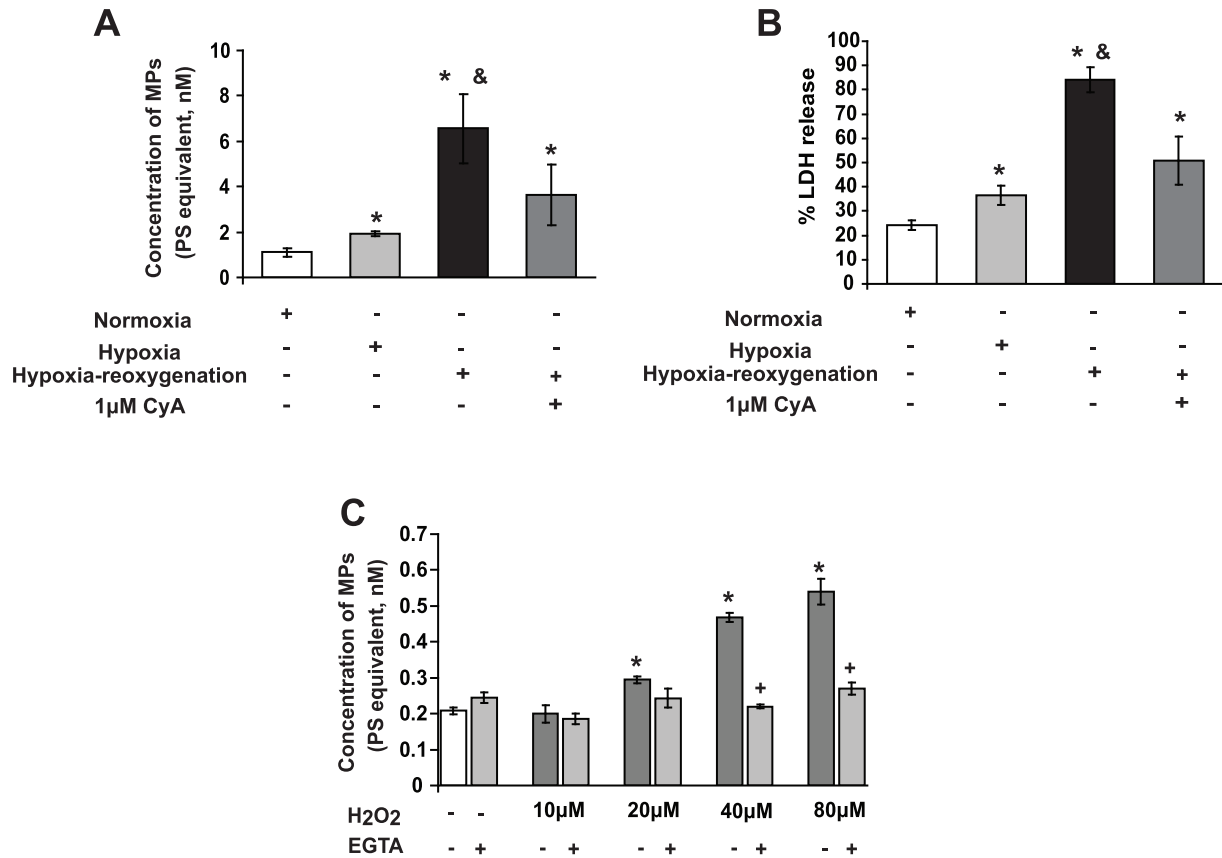 A
Concentration of MPs
(PS equivalent, nM)
10
8
6
4
2
0
*
* &
*
Normoxia + - - -
Hypoxia - + - -
Hypoxia-reoxygenation - - + +
1µM CyA - - - +
B
% LDH release
100
90
80
70
60
50
40
30
20
10
0
*
* &
*
Normoxia + - - -
Hypoxia - + - -
Hypoxia-reoxygenation - - + +
1µM CyA - - - +
C
Concentration of MPs
(PS equivalent, nM)
0.7
0.6
0.5
0.4
0.3
0.2
0.1
0
*
*
+
*
+
H2O2 - - 10µM 20µM 40µM 80µM
EGTA - + - + - + - + - +